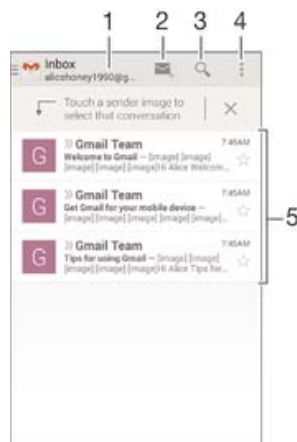 1 2 3 4
Inbox
alicehoney1990@g...
Touch a sender image to
select that conversation
G
» Gmail Team 7:45AM
Welcome to Gmail – [image] [image]
[image] [image] [image]Hi Alice Welcom...
G
» Gmail Team 7:45AM
Get Gmail for your mobile device –
[image] [image] [image] [image] [image]...
G
» Gmail Team 7:45AM
Tips for using Gmail – [image] [image]
[image] [image] [image]Hi Alice Tips for...
5